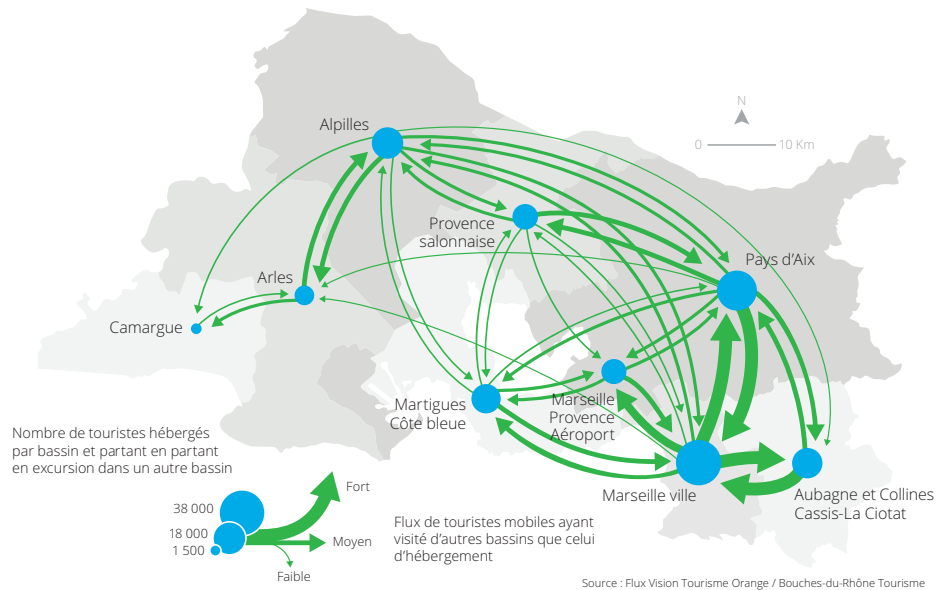 N
0
10 Km
Alpilles
Provence
salonnaise
Pays d'Aix
Arles
Camargue
Martigues
Côte bleue
Marseille
Provence
Aéroport
Marseille ville
Aubagne et Collines
Cassis-La Ciotat
Nombre de touristes hébergés
par bassin et partant en partant
en excursion dans un autre bassin
38 000
18 000
1 500
Fort
Moyen
Faible
Flux de touristes mobiles ayant
visité d'autres bassins que celui
d'hébergement
Source : Flux Vision Tourisme Orange / Bouches-du-Rhône Tourisme